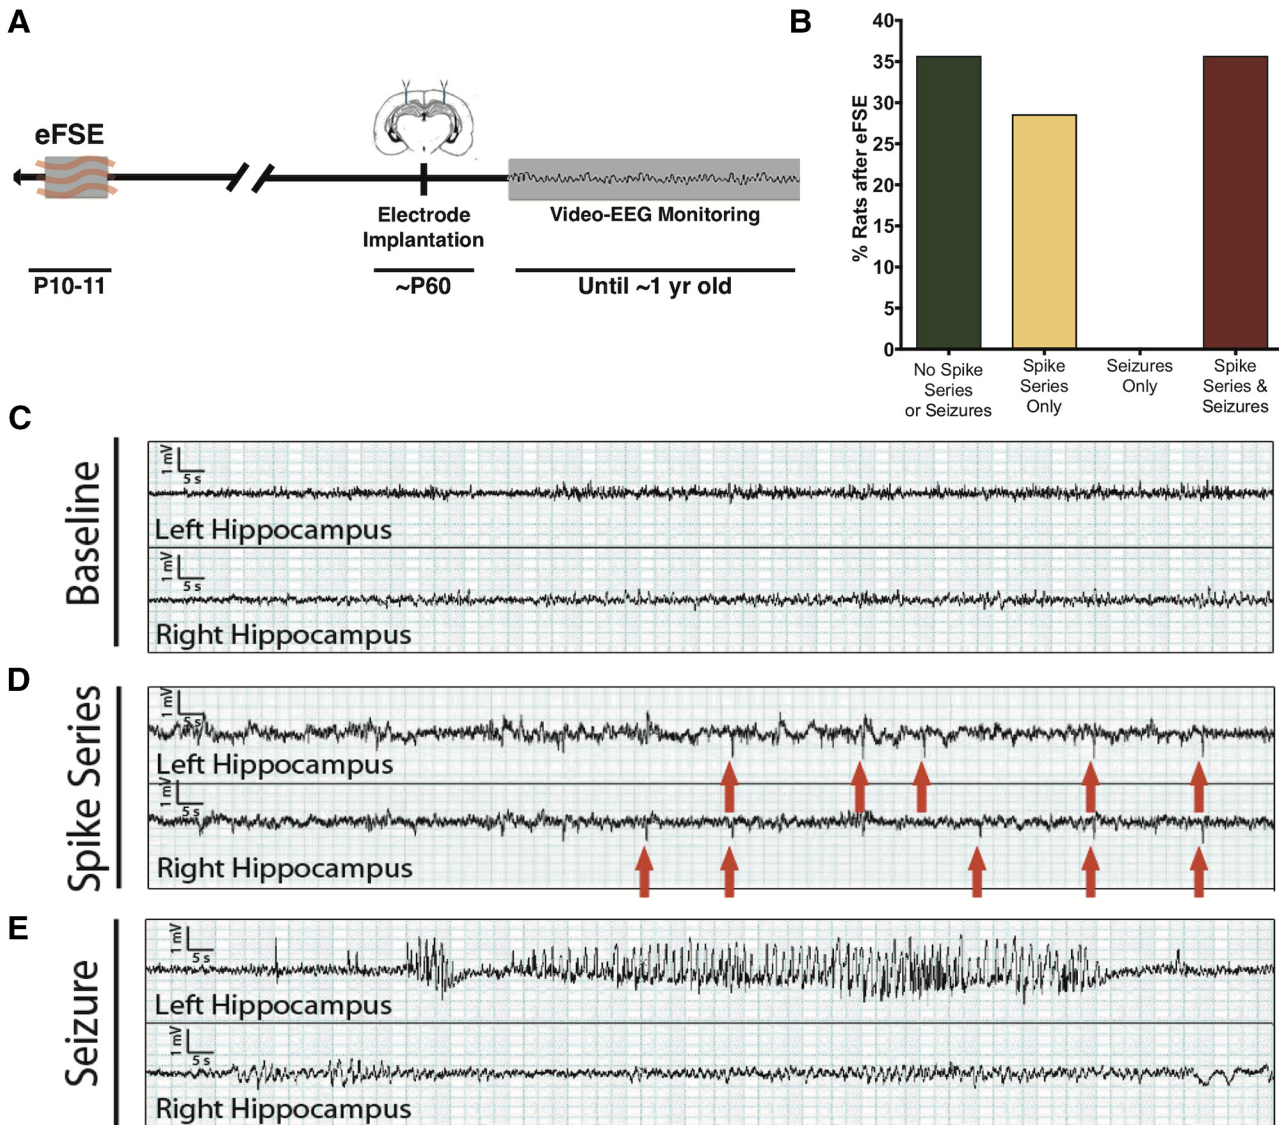 A
eFSE
Electrode
Implantation
Video-EEG Monitoring
P10-11
~P60
Until ~1 yr old
B
% Rats after eFSE
40
35
30
25
20
15
10
5
0
No Spike
Series
or Seizures
Spike
Series
Only
Seizures
Only
Spike
Series &
Seizures
C
Baseline
1 mV
5 s
Left Hippocampus
1 mV
5 s
Right Hippocampus
D
Spike Series
1 mV
5 s
Left Hippocampus
1 mV
5 s
Right Hippocampus
E
Seizure
1 mV
5 s
Left Hippocampus
1 mV
5 s
Right Hippocampus